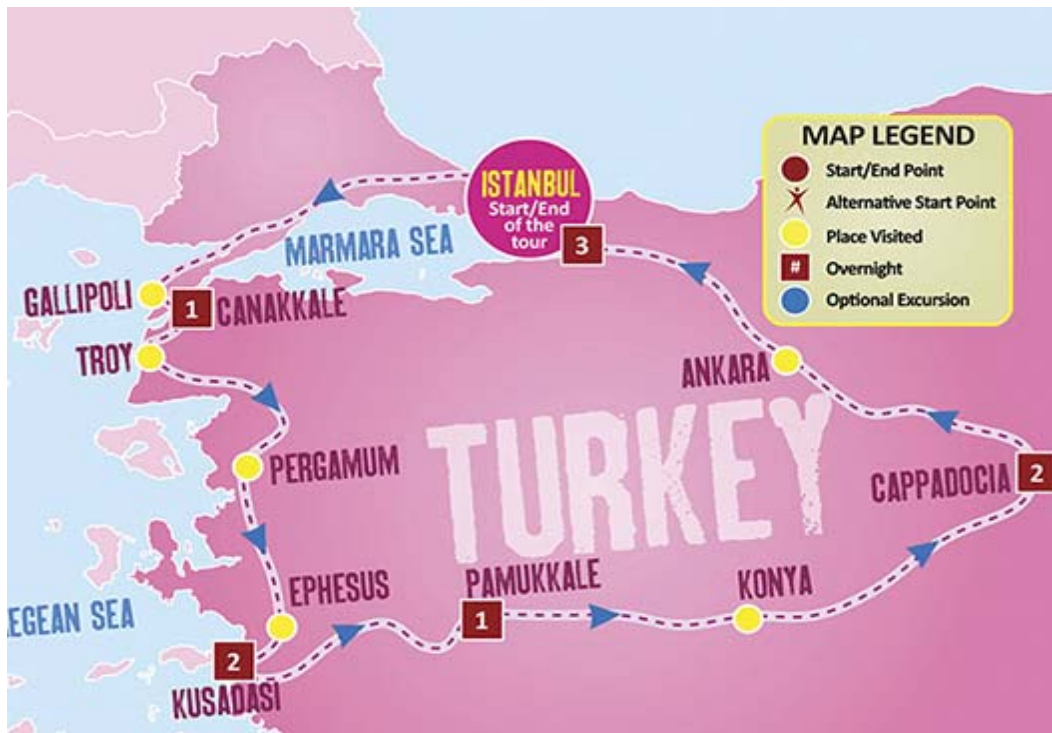 ISTANBUL
Start/End
of the
tour
3
MARMARA SEA
GALLIPOLI
1
CANAKKALE
TROY
PERGAMUM
EPHESUS
EGEAN SEA
2
KUSADASI
TURKEY
PAMUKKALE
1
KONYA
CAPPADOCIA
2
ANKARA
MAP LEGEND
Start/End Point
Alternative Start Point
Place Visited
# Overnight
Optional Excursion